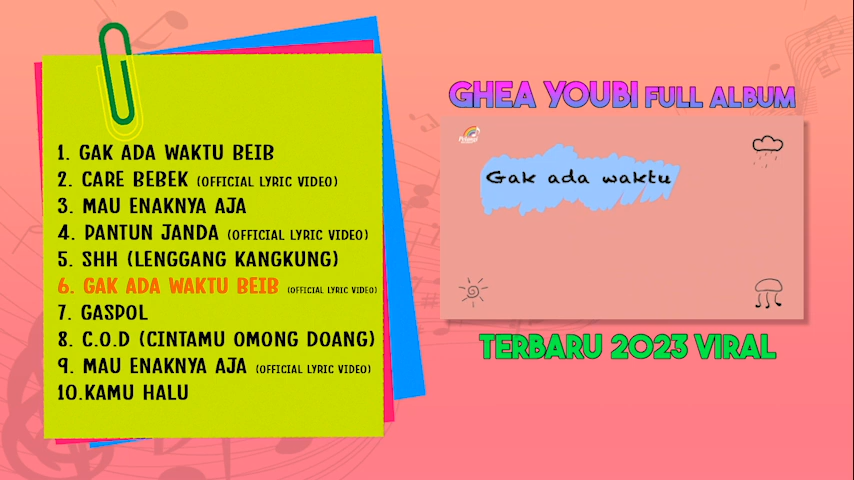 1. GAK ADA WAKTU BEIB
2. CARE BEBEK (OFFICIAL LYRIC VIDEO)
3. MAU ENAKNYA AJA
4. PANTUN JANDA (OFFICIAL LYRIC VIDEO)
5. SHH (LENGGANG KANGKUNG)
6. GAK ADA WAKTU BEIB (OFFICIAL LYRIC VIDEO)
7. GASPOL
8. C.O.D (CINTAMU OMONG DOANG)
9. MAU ENAKNYA AJA (OFFICIAL LYRIC VIDEO)
10.KAMU HALU
GHEA YOUBI FULL ALBUM
Gak ada waktu
TERBARU 2023 VIRAL